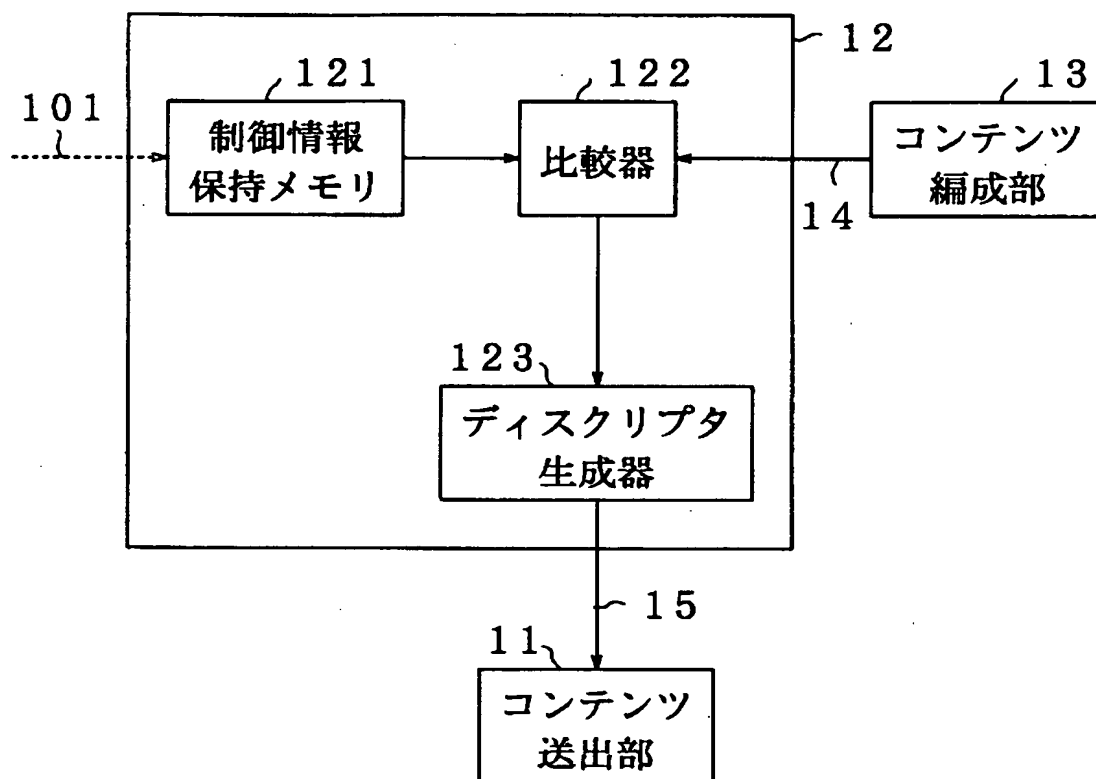 12
121
122
13
101
制御情報
保持メモリ
比較器
コンテンツ
編成部
14
123
ディスクリプタ
生成器
15
11
コンテンツ
送出部